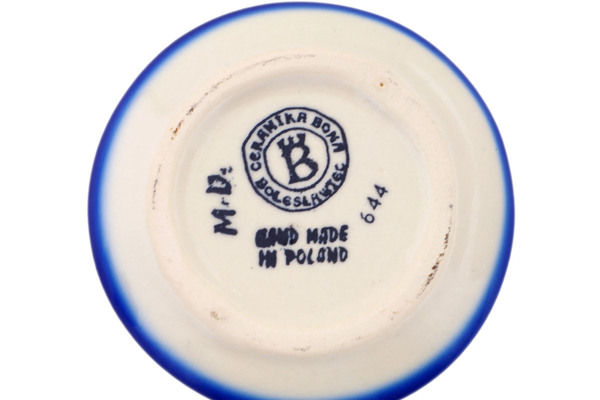 CERAMIKA BONA
B
BOLESŁAWIEC
M.D.
644
HAND MADE
IN POLAND